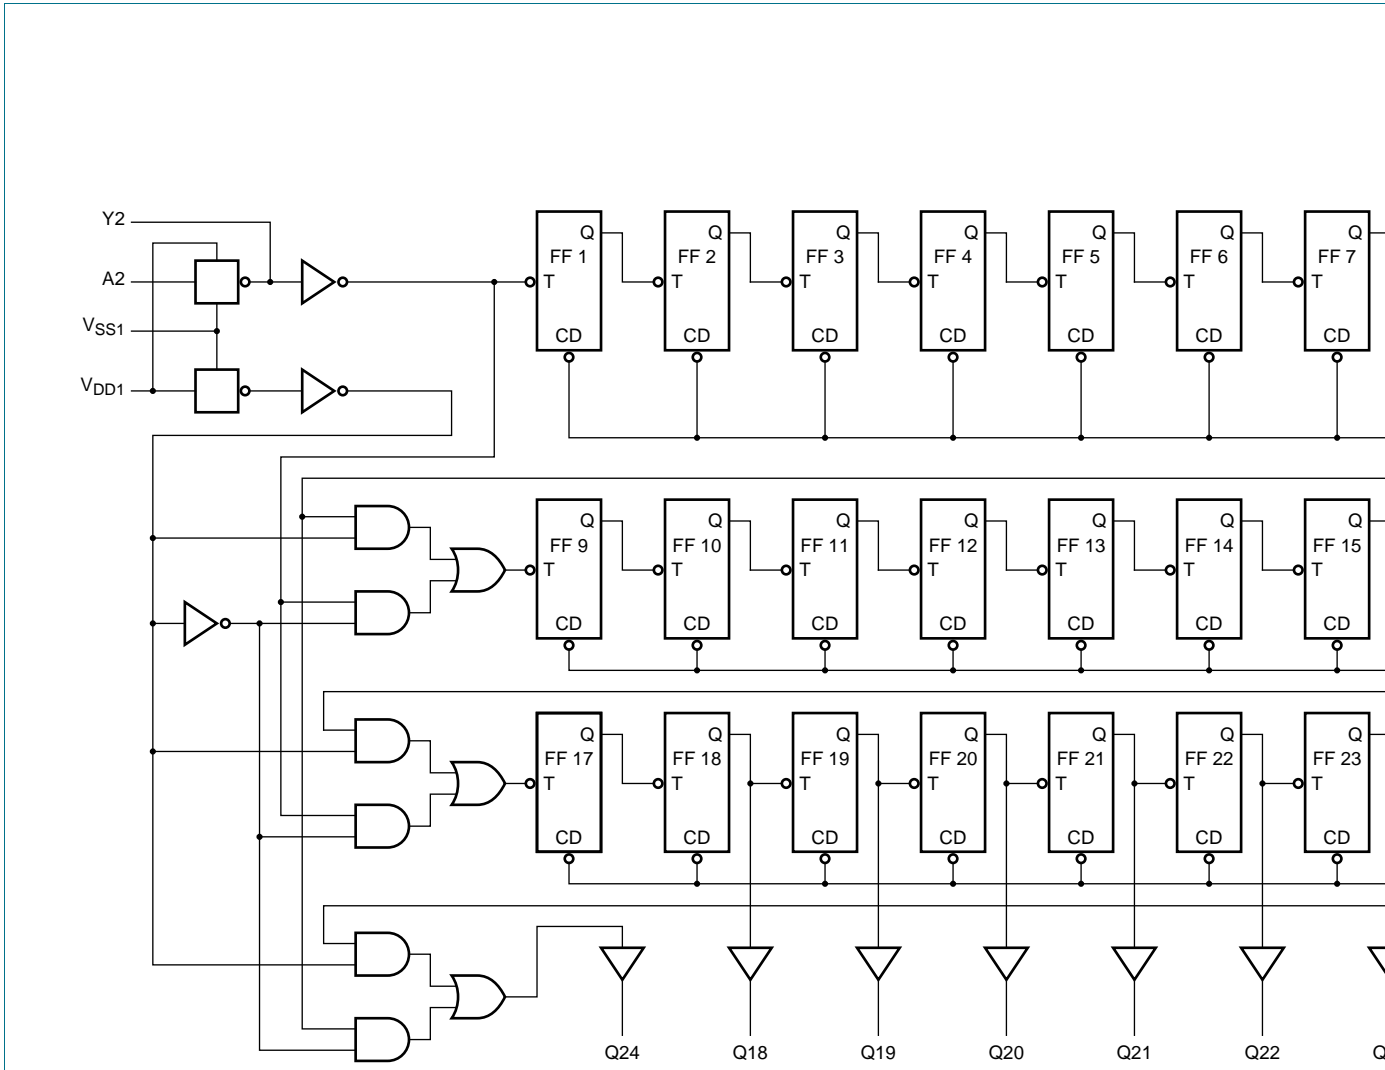 Y2
A2
VSS1
VDD1
Q Q Q Q Q Q Q
FF 1 FF 2 FF 3 FF 4 FF 5 FF 6 FF 7
T T T T T T T
CD CD CD CD CD CD CD
Q Q Q Q Q Q Q
FF 9 FF 10 FF 11 FF 12 FF 13 FF 14 FF 15
T T T T T T T
CD CD CD CD CD CD CD
Q Q Q Q Q Q Q
FF 17 FF 18 FF 19 FF 20 FF 21 FF 22 FF 23
T T T T T T T
CD CD CD CD CD CD CD
Q24 Q18 Q19 Q20 Q21 Q22